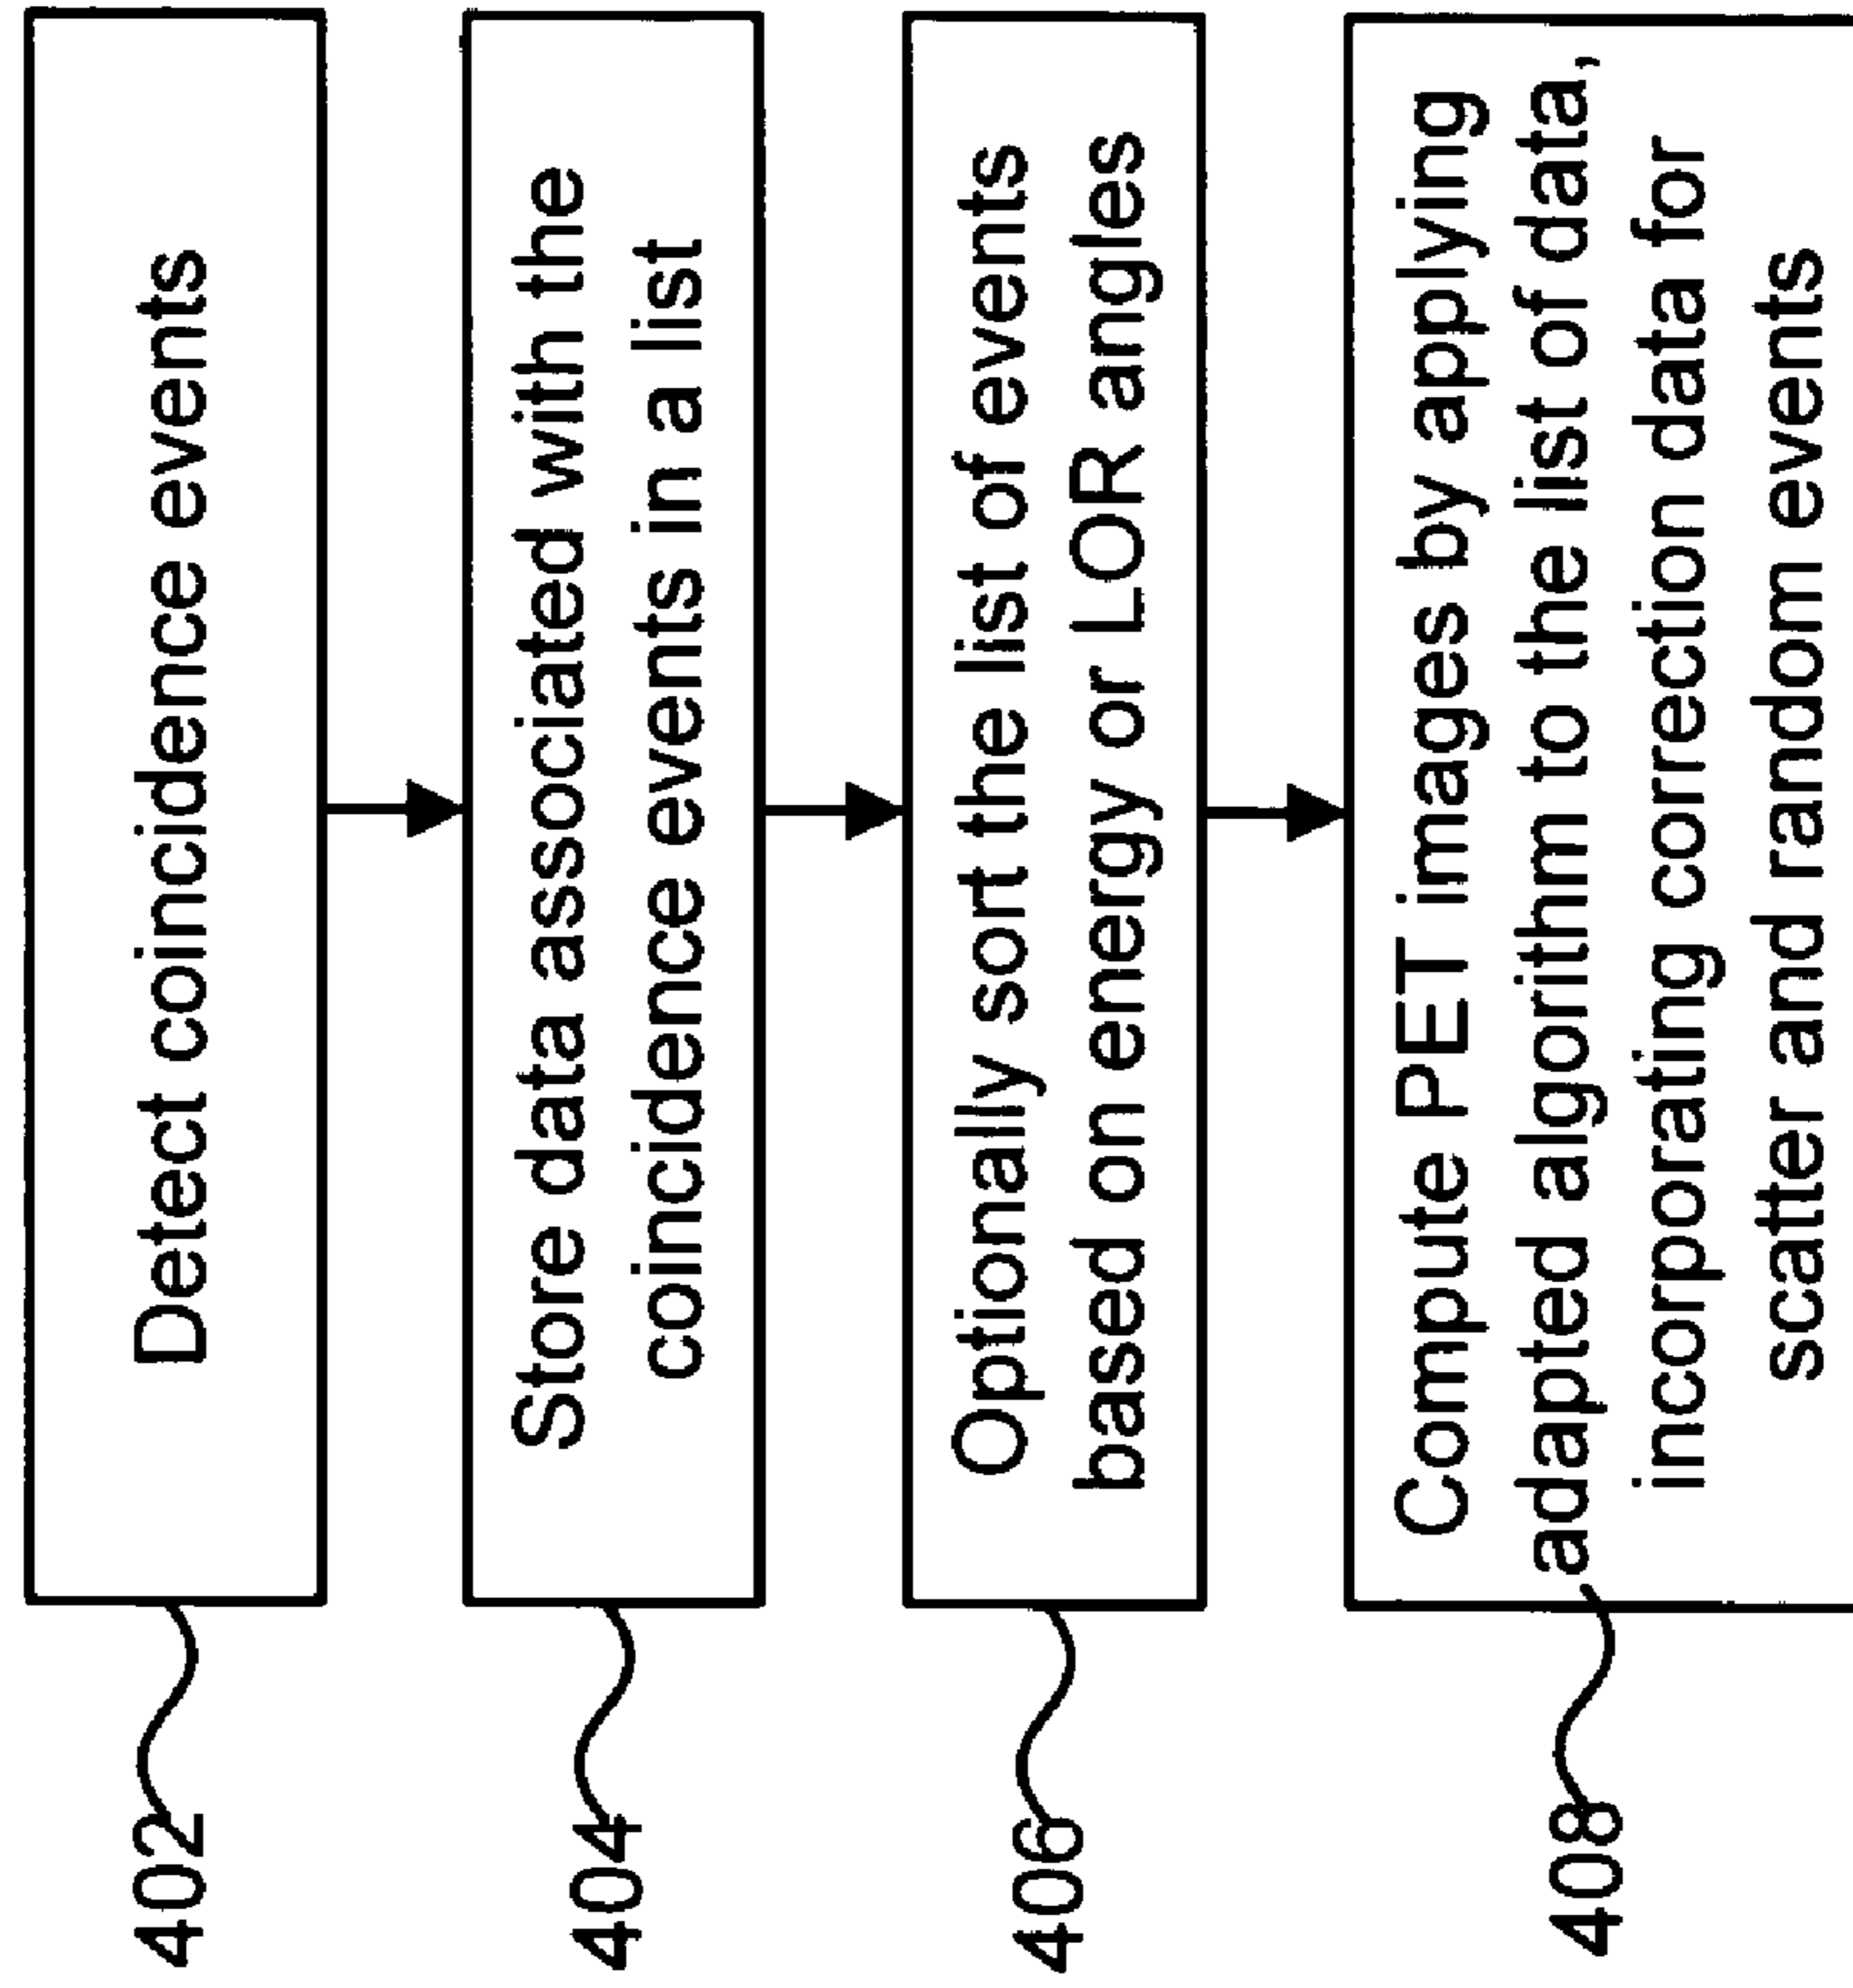 402
Detect coincidence events
404
Store data associated with the
coincidence events in a list
406
Optionally sort the list of events
based on energy or LOR angles
408
Compute PET images by applying
adapted algorithm to the list of data,
incorporating correction data for
scatter and random events